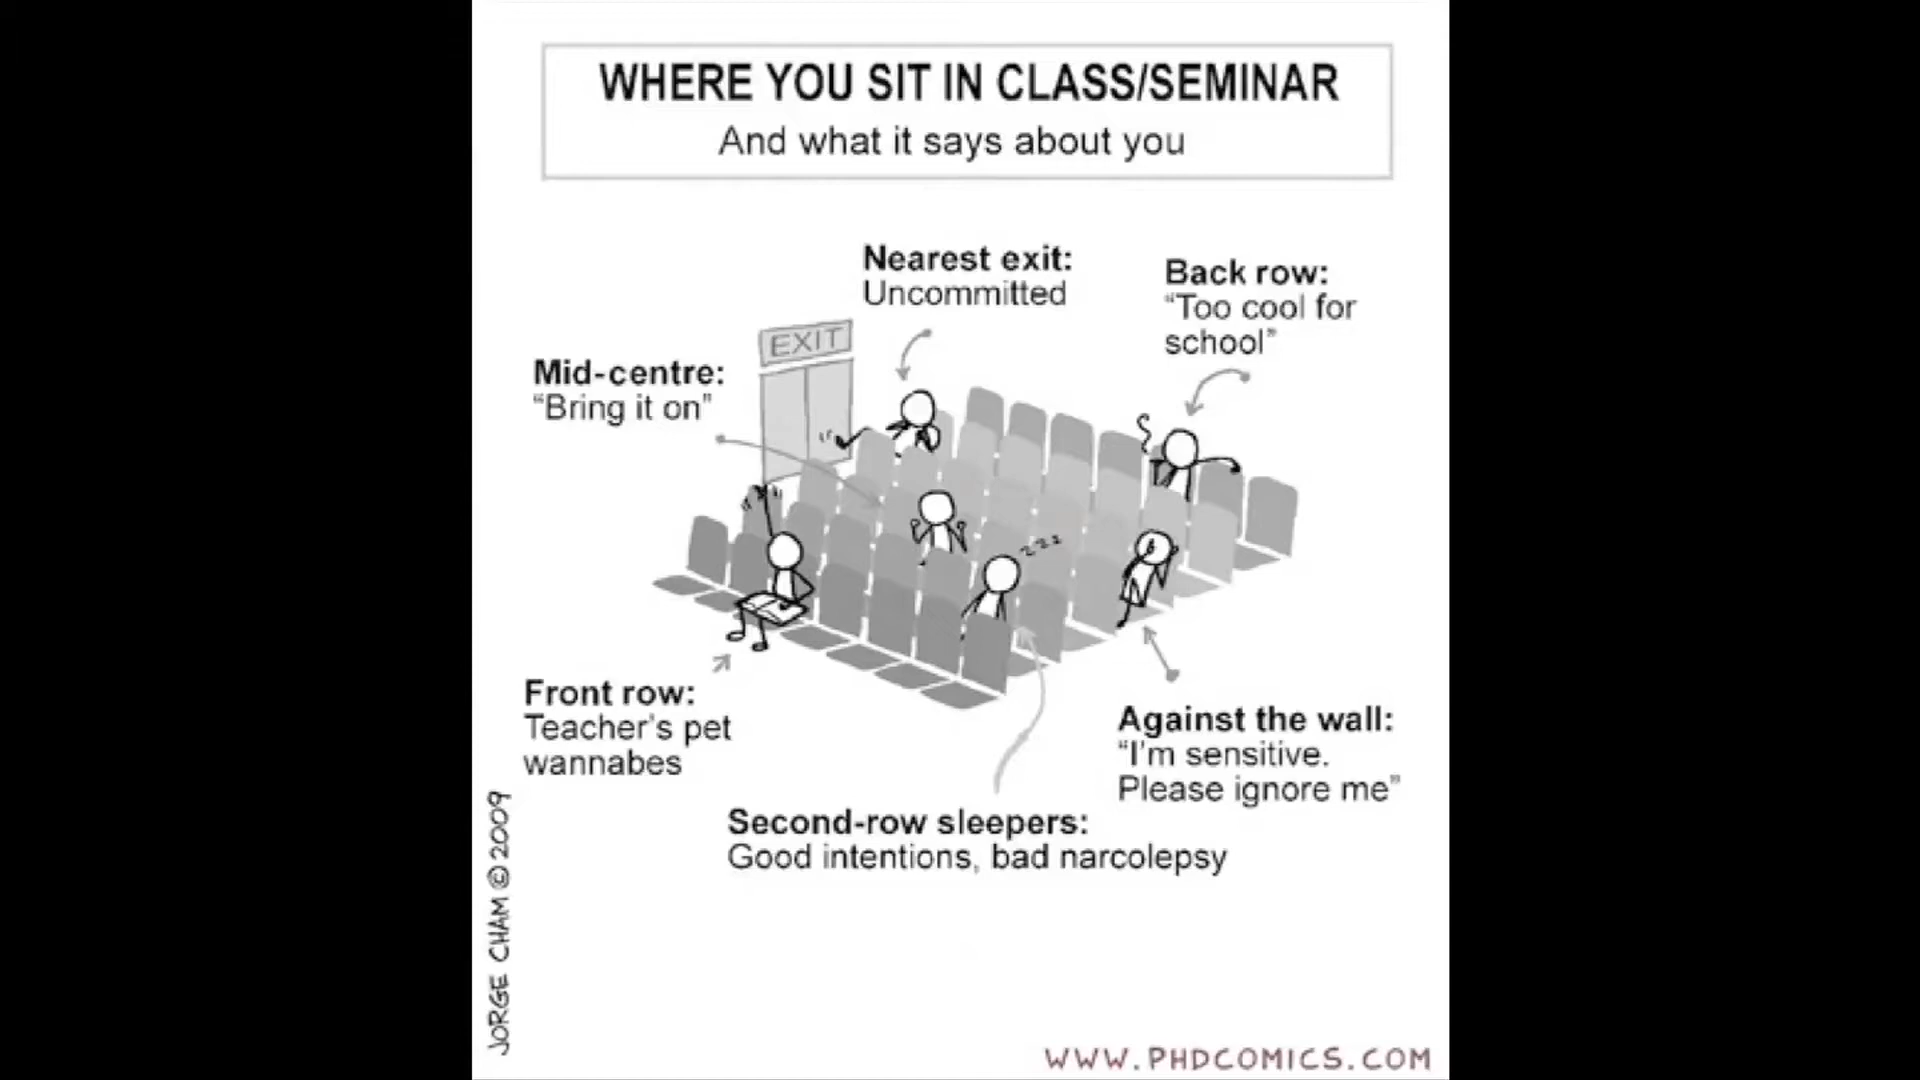 WHERE YOU SIT IN CLASS/SEMINAR
And what it says about you
Nearest exit:
Uncommitted
Back row:
“Too cool for
school”
EXIT
Mid-centre:
“Bring it on”
zzz
Front row:
Teacher's pet
wannabes
Against the wall:
“I'm sensitive.
Please ignore me”
Second-row sleepers:
Good intentions, bad narcolepsy
JORGE CHAM © 2009
WWW.PHDCOMICS.COM